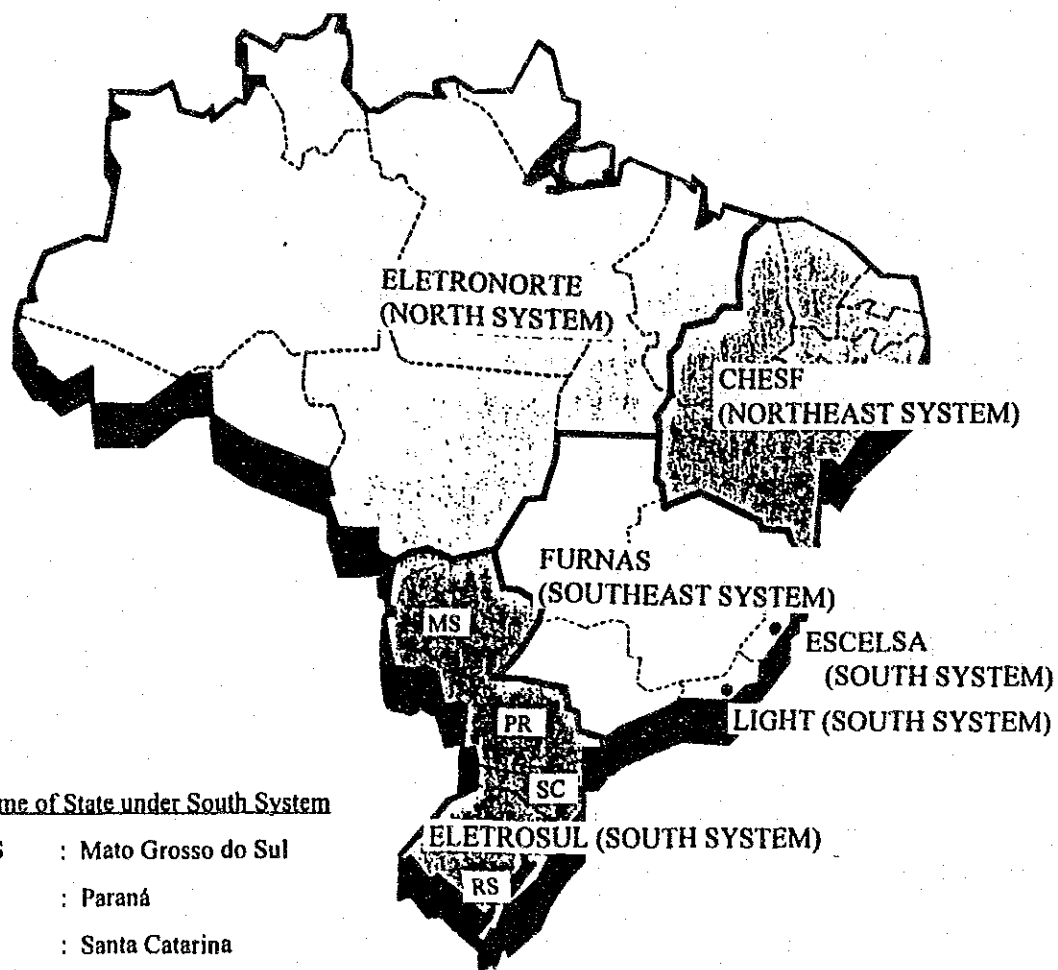 ELETRONORTE
(NORTH SYSTEM)
CHESF
(NORTHEAST SYSTEM)
FURNAS
(SOUTHEAST SYSTEM)
MS
ESCELSA
(SOUTH SYSTEM)
PR
LIGHT (SOUTH SYSTEM)
SC
ELETROSUL (SOUTH SYSTEM)
RS
me of State under South System
S : Mato Grosso do Sul
: Paraná
: Santa Catarina